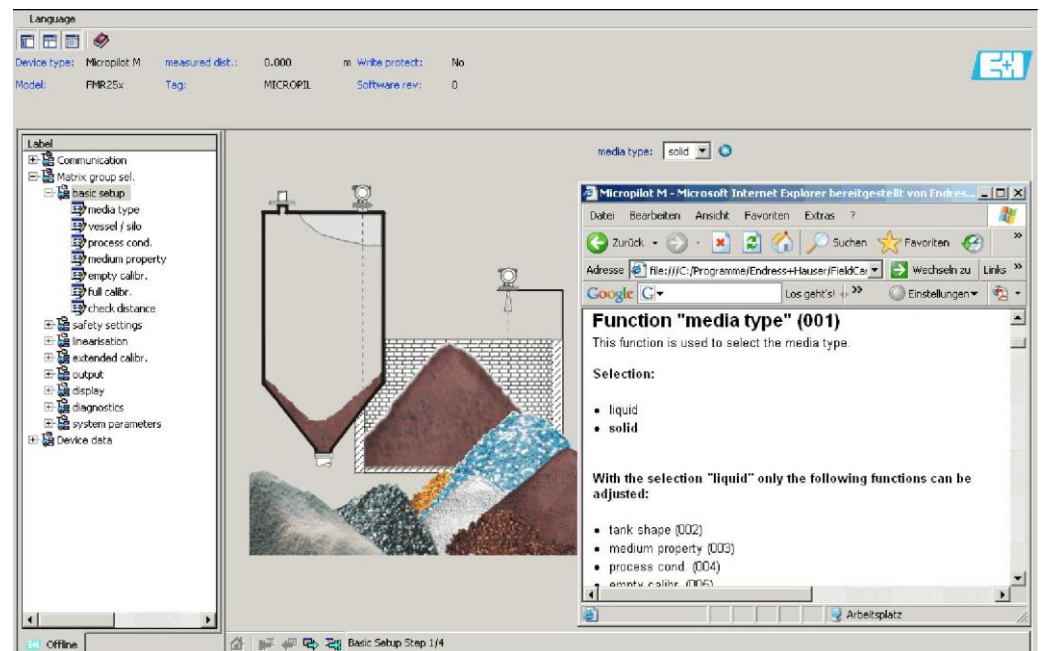 Language
Device type: Micropilot M measured dist.: 0.000 m Write protect: No
Model: FMR25x Tag: MICROPIL Software rev: 0
E+H
Label
Communication
Matrix group sel.
basic setup
media type
vessel / silo
process cond.
medium property
empty calibr.
full calibr.
check distance
safety settings
linearisation
extended calibr.
output
display
diagnostics
system parameters
Device data
media type: solid
Micropilot M - Microsoft Internet Explorer bereitgestellt von Endres...
Datei Bearbeiten Ansicht Favoriten Extras ?
Zurück Suchen Favoriten
Adresse file:///C:/Programme/Endress+Hauser/FieldCar Wechseln zu Links
Google G Los geht's! Einstellungen
Function "media type" (001)
This function is used to select the media type.
Selection:
• liquid
• solid
With the selection "liquid" only the following functions can be
adjusted:
• tank shape (002)
• medium property (003)
• process cond. (004)
• empty calibr. (005)
Arbeitsplatz
Offline
Basic Setup Step 1/4